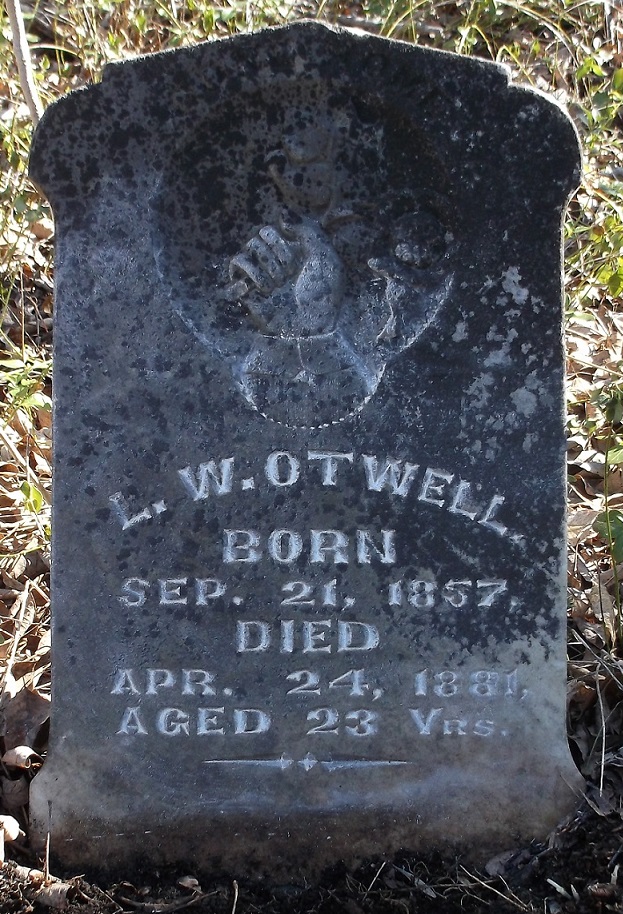 L. W. OTWELL.
BORN
SEP. 21, 1857.
DIED
APR. 24, 1881,
AGED 23 YRS.